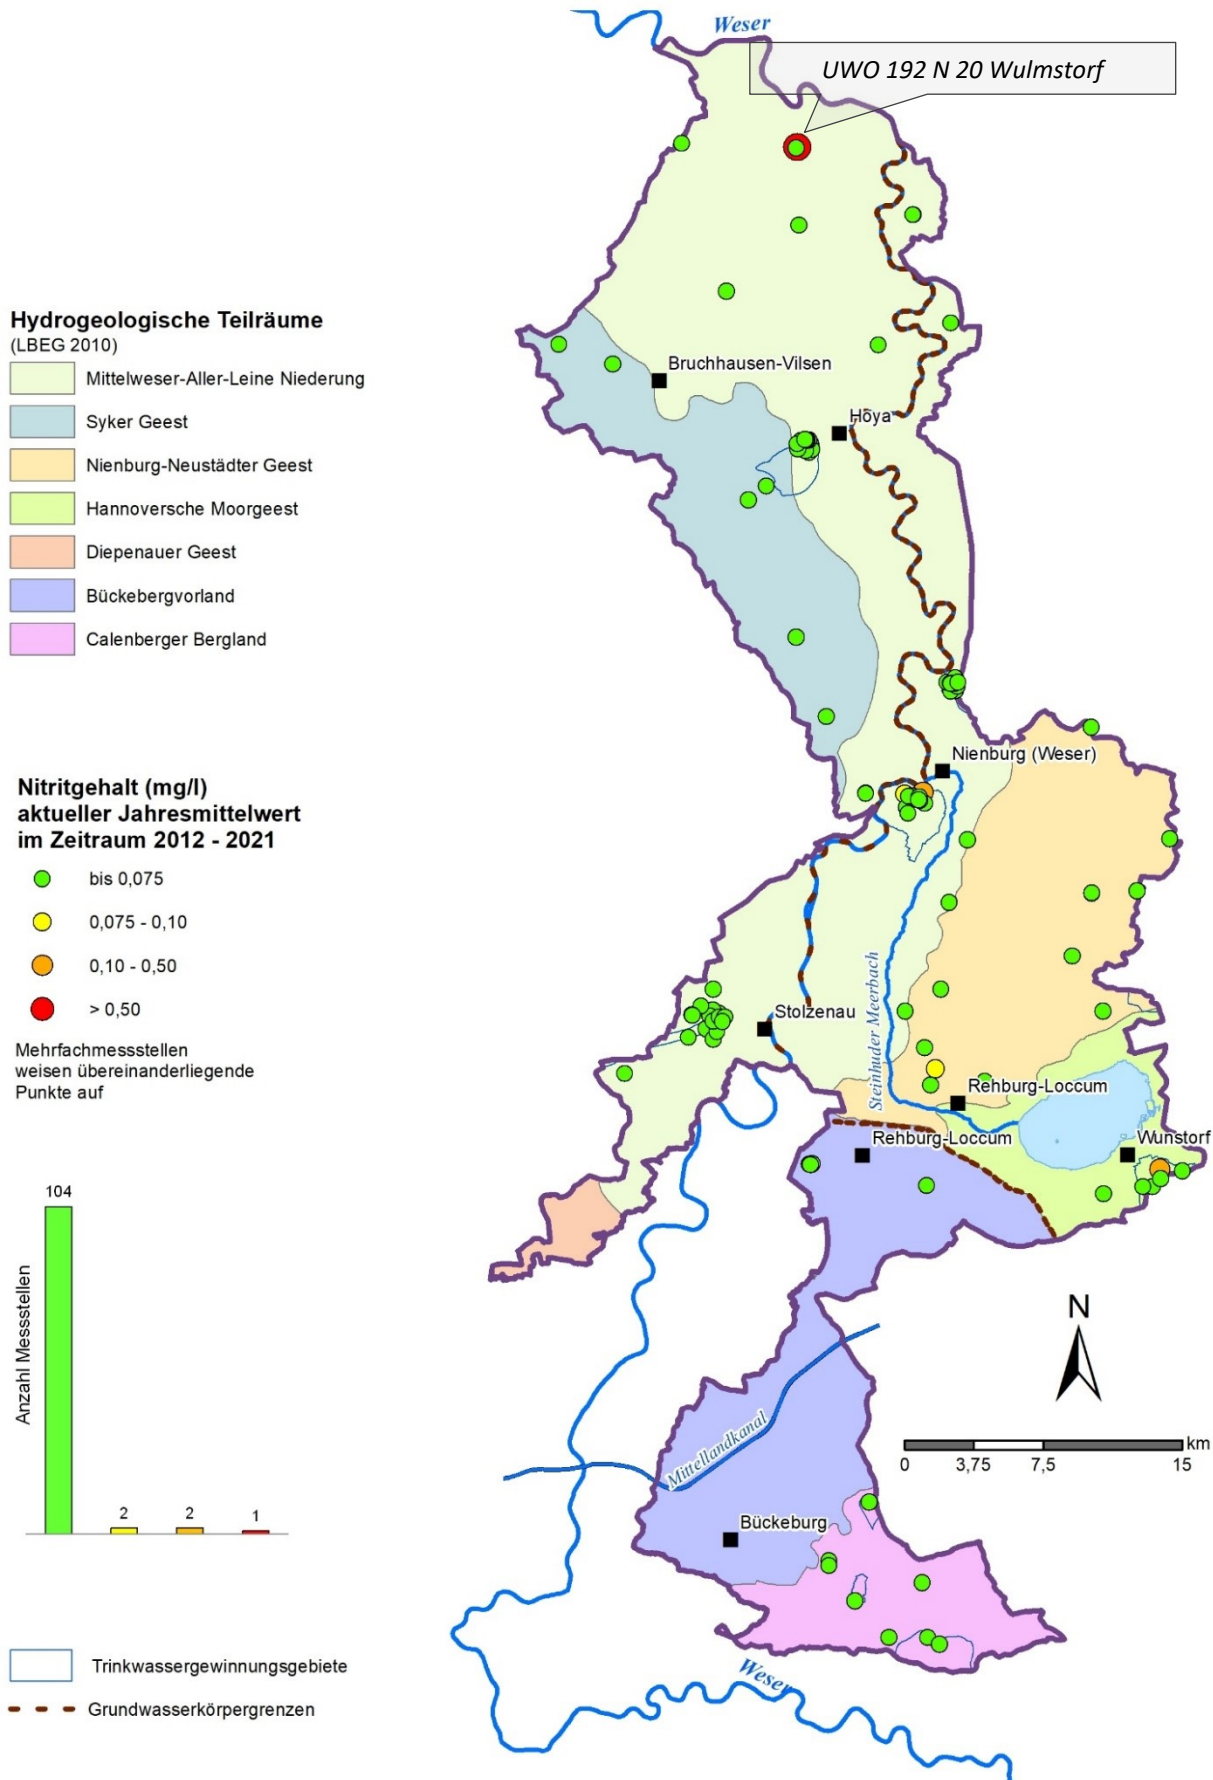 Weser
UWO 192 N 20 Wulmstorf
Hydrogeologische Teilräume
(LBEG 2010)
Mittelweser-Aller-Leine Niederung
Syker Geest
Nienburg-Neustädter Geest
Hannoversche Moorgeest
Diepenauer Geest
Bückebergvorland
Calenberger Bergland
Bruchhausen-Vilsen
Hoya
Nienburg (Weser)
Nitritgehalt (mg/l)
aktueller Jahresmittelwert
im Zeitraum 2012 - 2021
bis 0,075
0,075 - 0,10
0,10 - 0,50
> 0,50
Mehrfachmessstellen
weisen übereinanderliegende
Punkte auf
Stolzenau
Steinhuder Meerbach
Rehburg-Loccum
Rehburg-Loccum
Wunstorf
Anzahl Messstellen
104
2
2
1
N
km
0
3,75
7,5
15
Mittellandkanal
Bückeburg
Weser
Trinkwassergewinnungsgebiete
Grundwasserkörpergrenzen